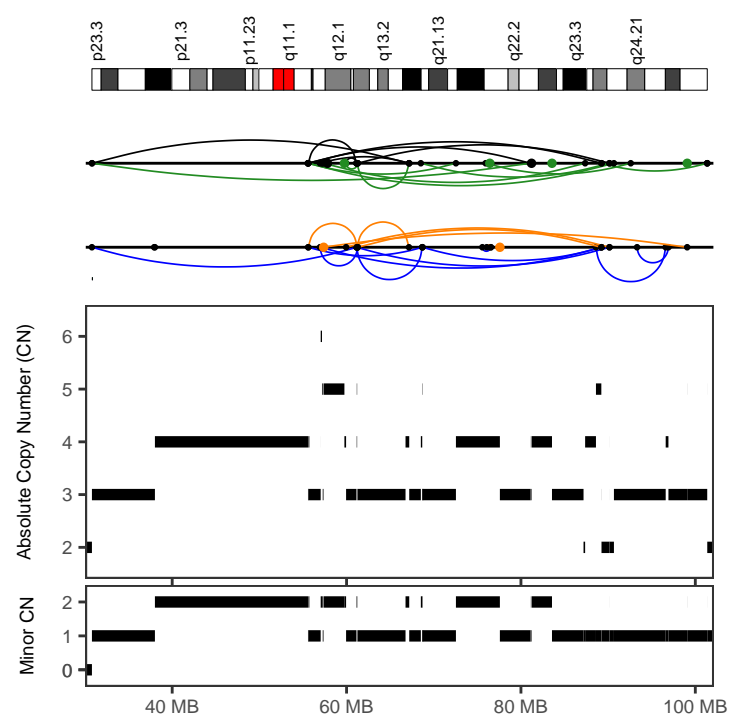 p23.3 p21.3 p11.23 q11.1 q12.1 q13.2 q21.13 q22.2 q23.3 q24.21
Absolute Copy Number (CN)
6
5
4
3
2
Minor CN
2
1
0
40 MB 60 MB 80 MB 100 MB